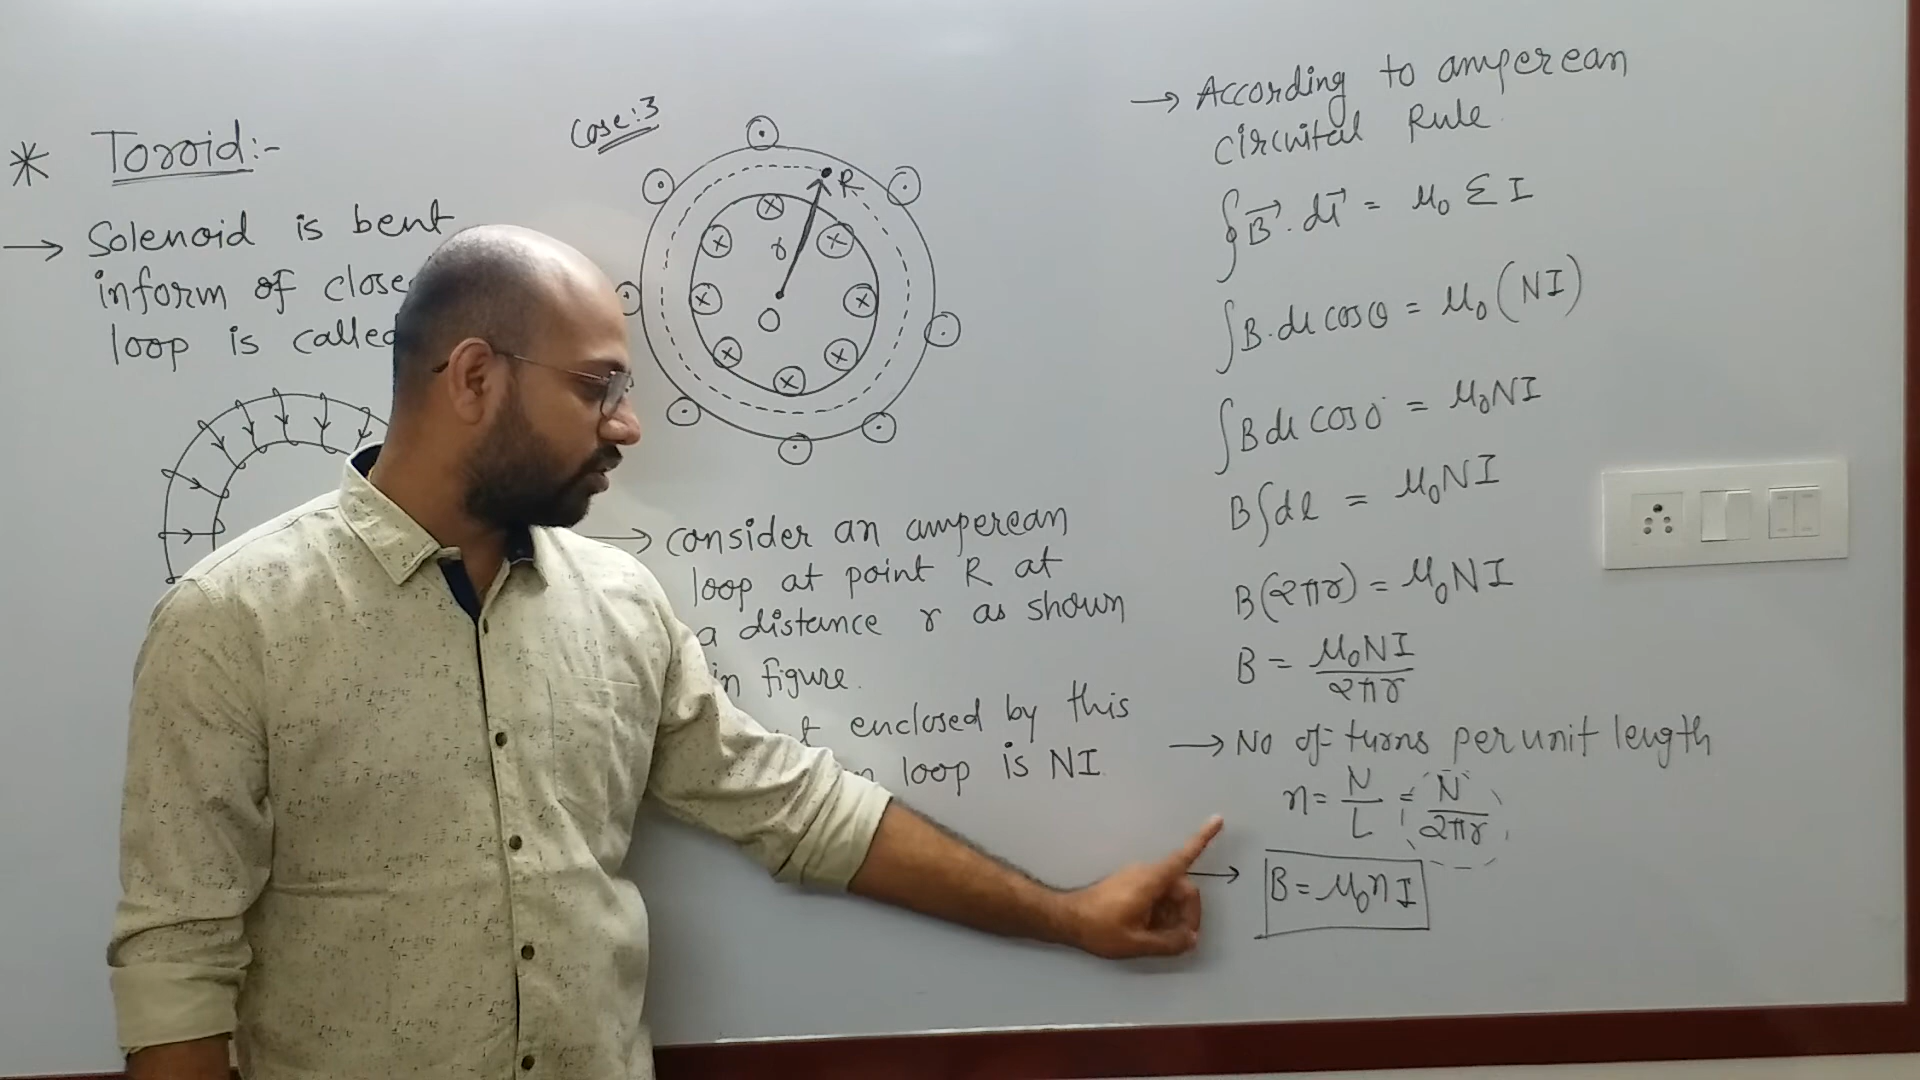 * Toroid:-
→ Solenoid is bent
inform of close
loop is called
Case:3
R
r
O
→ consider an amperean
loop at point R at
a distance r as shown
in figure.
enclosed by this
loop is NI.
→ According to amperean
circuital Rule.
∮B⃗.dl⃗ = μ₀ ΣI
∫B.dl cosθ = μ₀(NI)
∫B dl cos0° = μ₀NI
B∫dl = μ₀NI
B(2πr) = μ₀NI
B = μ₀NI/2πr
→ No of turns per unit length
n = N/L = N/2πr
→ B = μ₀nI